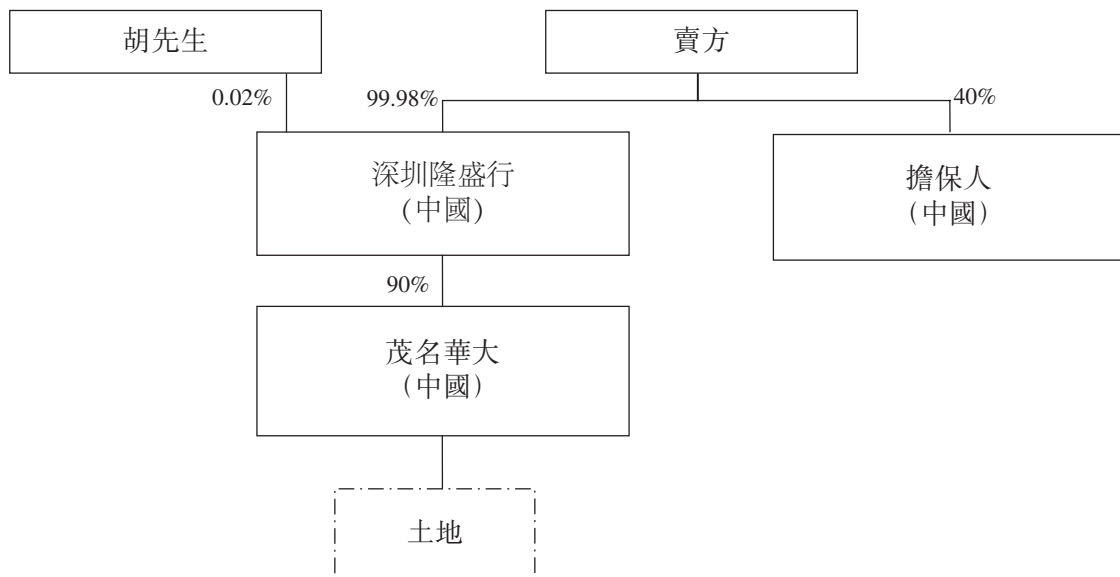 胡先生
賣方
0.02%
99.98%
40%
深圳隆盛行
(中國)
擔保人
(中國)
90%
茂名華大
(中國)
土地